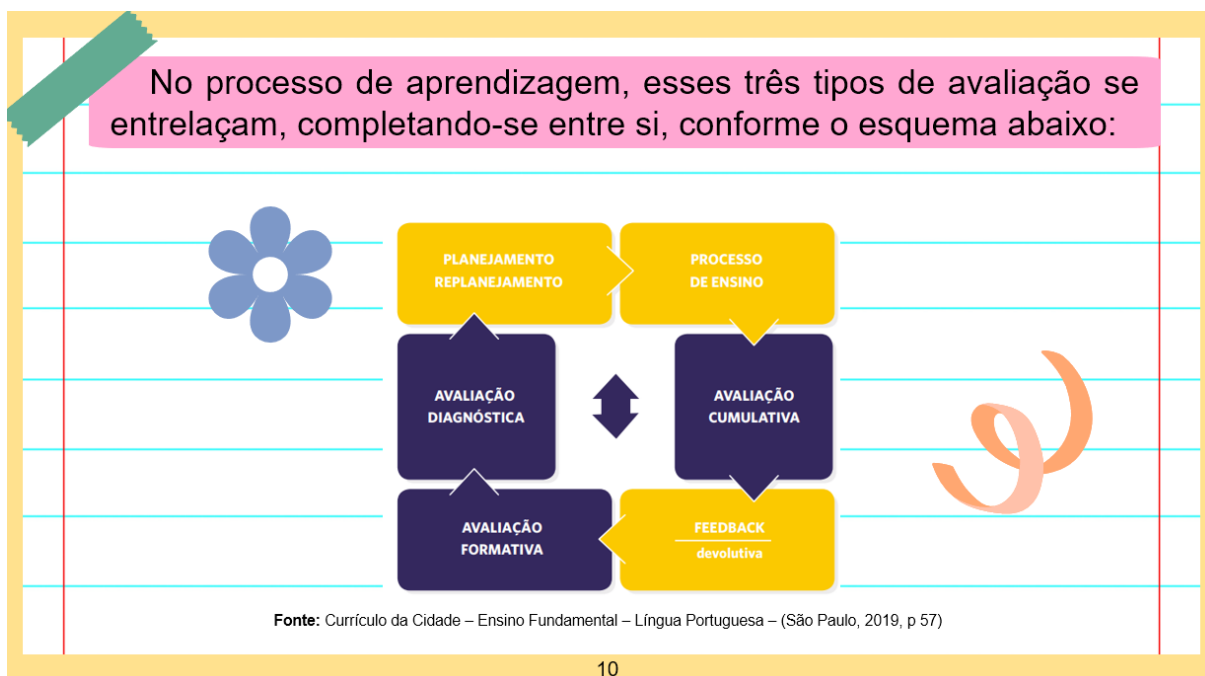 No processo de aprendizagem, esses três tipos de avaliação se
entrelaçam, completando-se entre si, conforme o esquema abaixo:
PLANEJAMENTO
REPLANEJAMENTO
PROCESSO
DE ENSINO
AVALIAÇÃO
DIAGNÓSTICA
AVALIAÇÃO
CUMULATIVA
AVALIAÇÃO
FORMATIVA
FEEDBACK
devolutiva
Fonte: Currículo da Cidade – Ensino Fundamental – Língua Portuguesa – (São Paulo, 2019, p 57)
10